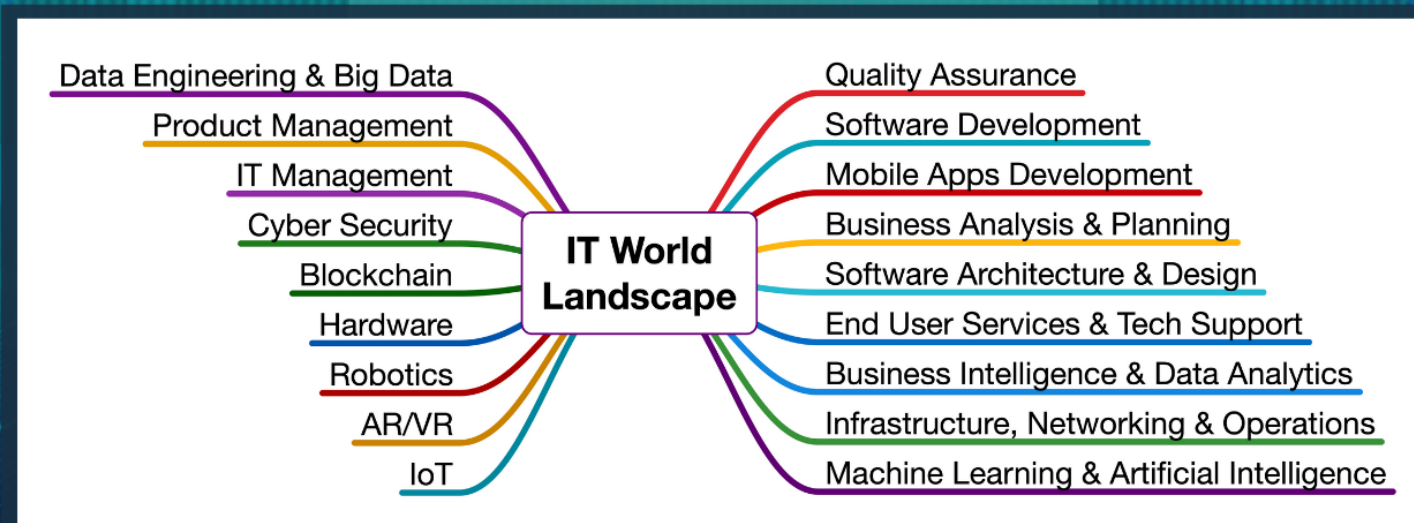 Data Engineering & Big Data
Product Management
IT Management
Cyber Security
Blockchain
Hardware
Robotics
AR/VR
IoT
IT World
Landscape
Quality Assurance
Software Development
Mobile Apps Development
Business Analysis & Planning
Software Architecture & Design
End User Services & Tech Support
Business Intelligence & Data Analytics
Infrastructure, Networking & Operations
Machine Learning & Artificial Intelligence